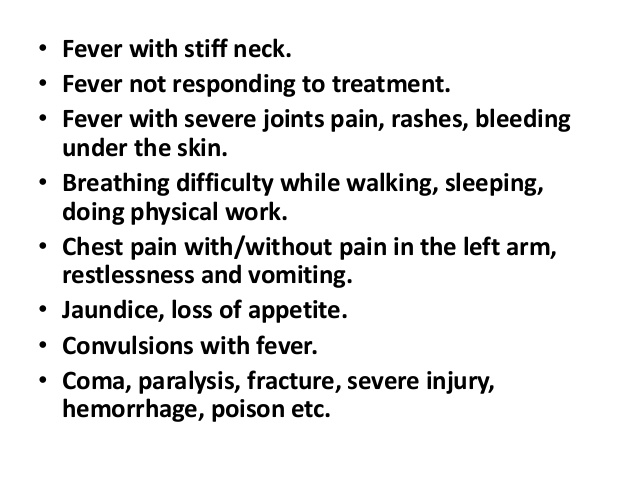 • Fever with stiff neck.
• Fever not responding to treatment.
• Fever with severe joints pain, rashes, bleeding
under the skin.
• Breathing difficulty while walking, sleeping,
doing physical work.
• Chest pain with/without pain in the left arm,
restlessness and vomiting.
• Jaundice, loss of appetite.
• Convulsions with fever.
• Coma, paralysis, fracture, severe injury,
hemorrhage, poison etc.